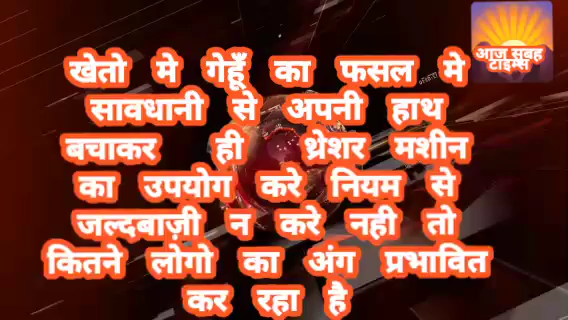 आज सुबह
टाइम्स
खेतो मे गेहूँ का फसल मे
सावधानी से अपनी हाथ
बचाकर ही थ्रेशर मशीन
का उपयोग करे नियम से
जल्दबाज़ी न करे नही तो
कितने लोगो का अंग प्रभावित
कर रहा है